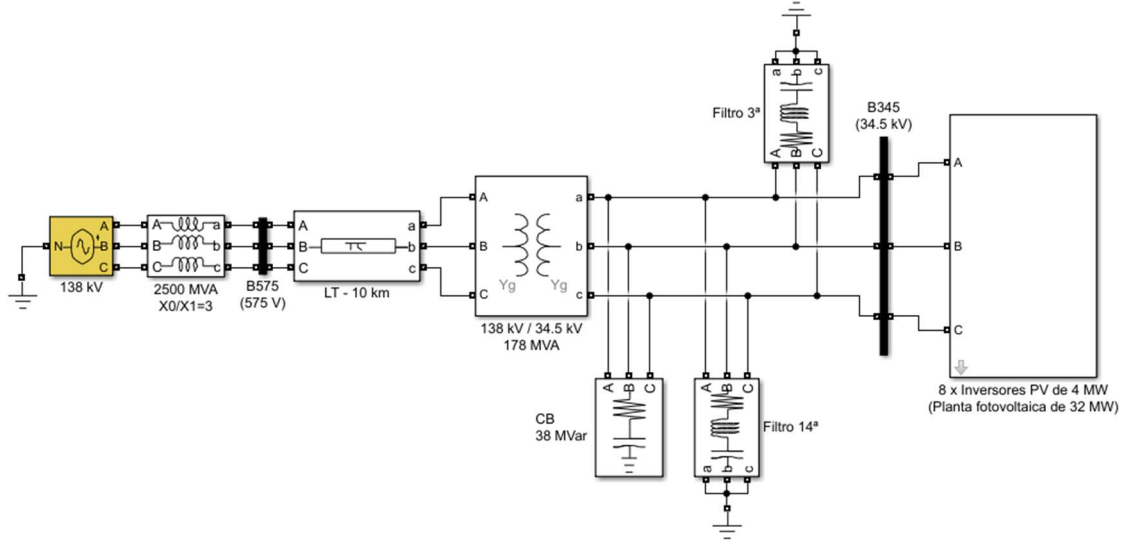 Filtro 3ª
a b c
A B C
B345
(34.5 kV)
N
A
B
C
138 kV
A a
B b
C c
2500 MVA
X0/X1=3
B575
(575 V)
A a
B b
C c
LT - 10 km
A a
B b
C c
Yg Yg
138 kV / 34.5 kV
178 MVA
A
B
C
8 x Inversores PV de 4 MW
(Planta fotovoltaica de 32 MW)
A B C
CB
38 MVar
A B C
a b c
Filtro 14ª